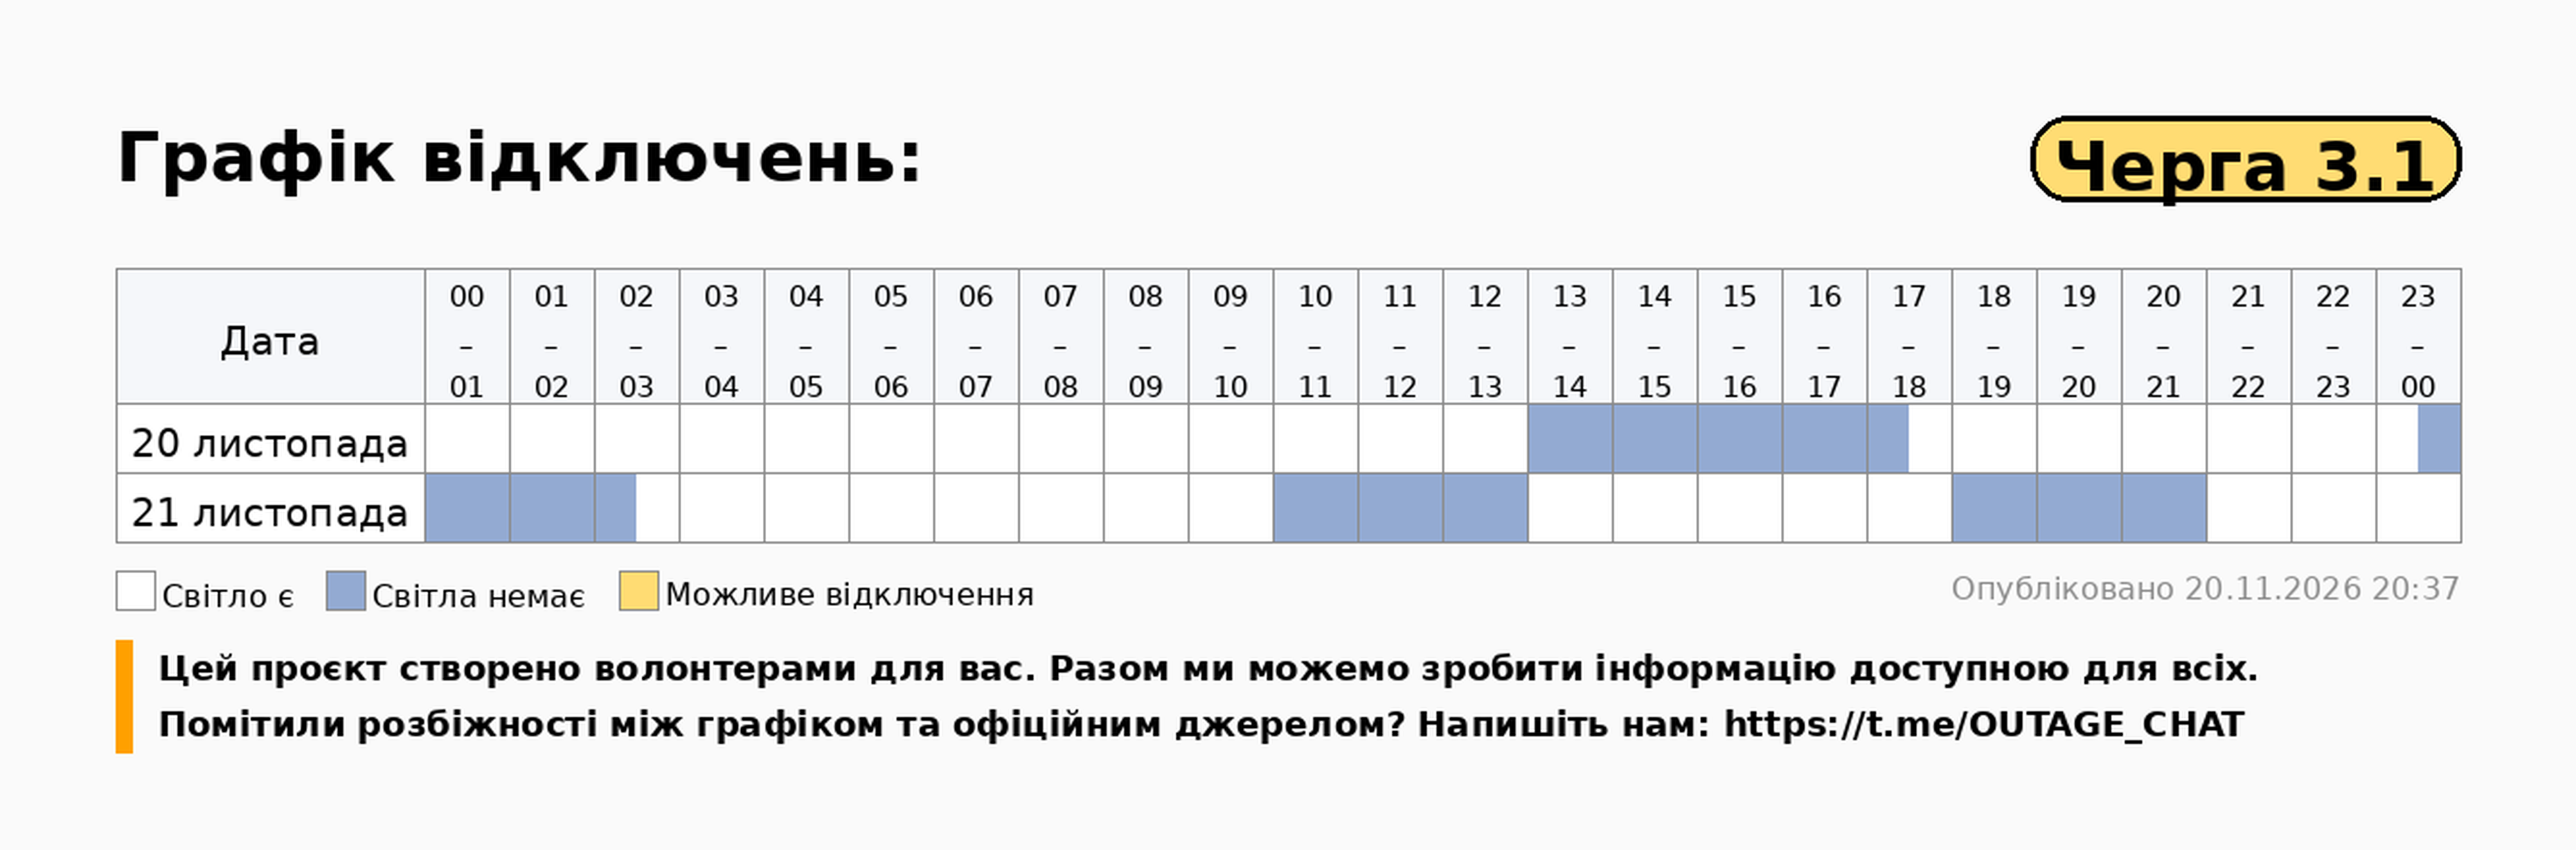 Графік відключень:
Черга 3.1
Дата
00 – 01
01 – 02
02 – 03
03 – 04
04 – 05
05 – 06
06 – 07
07 – 08
08 – 09
09 – 10
10 – 11
11 – 12
12 – 13
13 – 14
14 – 15
15 – 16
16 – 17
17 – 18
18 – 19
19 – 20
20 – 21
21 – 22
22 – 23
23 – 00
20 листопада
21 листопада
Світло є
Світла немає
Можливе відключення
Опубліковано 20.11.2026 20:37
Цей проєкт створено волонтерами для вас. Разом ми можемо зробити інформацію доступною для всіх.
Помітили розбіжності між графіком та офіційним джерелом? Напишіть нам: https://t.me/OUTAGE_CHAT